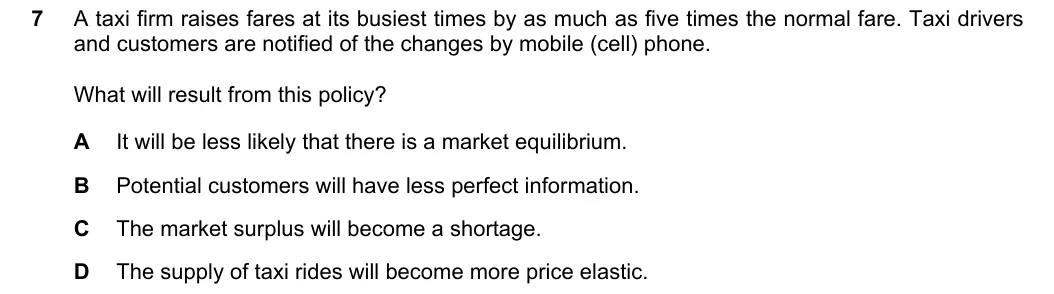 7 A taxi firm raises fares at its busiest times by as much as five times the normal fare. Taxi drivers
and customers are notified of the changes by mobile (cell) phone.
What will result from this policy?
A It will be less likely that there is a market equilibrium.
B Potential customers will have less perfect information.
C The market surplus will become a shortage.
D The supply of taxi rides will become more price elastic.